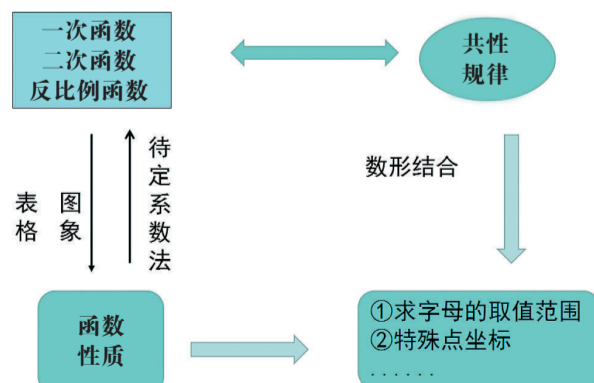 一次函数
二次函数
反比例函数
共性
规律
表格
图象
待定系数法
数形结合
函数
性质
①求字母的取值范围
②特殊点坐标
......